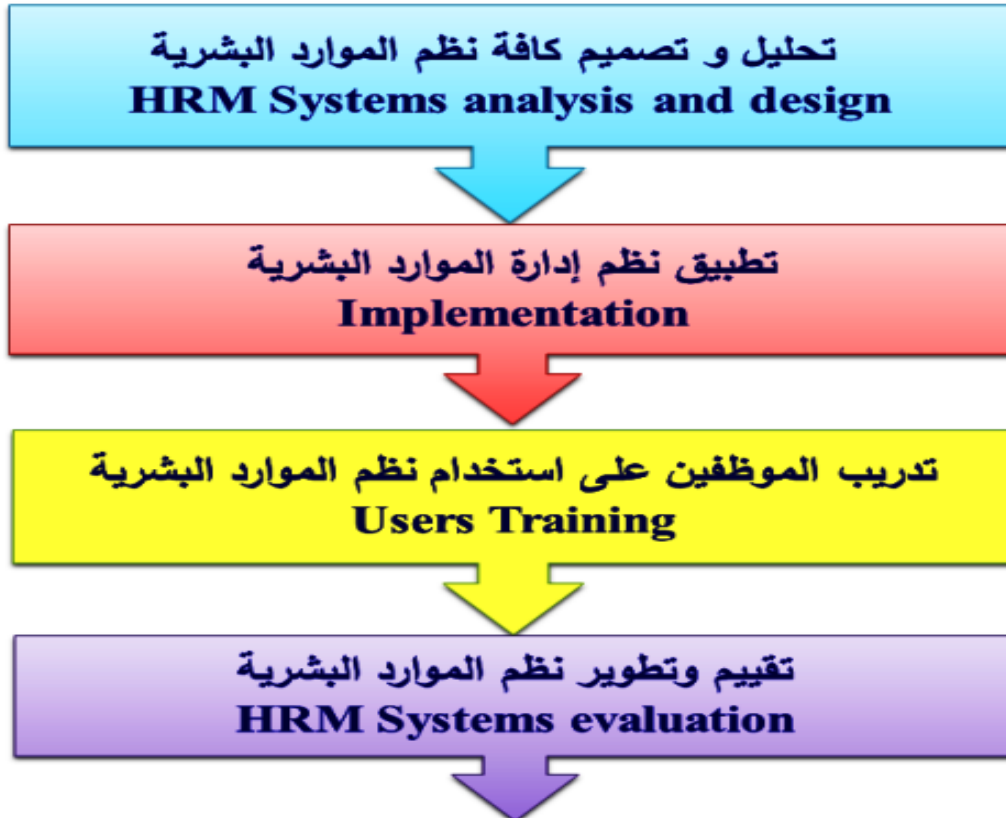 تحليل و تصميم كافة نظم الموارد البشرية
HRM Systems analysis and design
تطبيق نظم إدارة الموارد البشرية
Implementation
تدريب الموظفين على استخدام نظم الموارد البشرية
Users Training
تقييم وتطوير نظم الموارد البشرية
HRM Systems evaluation